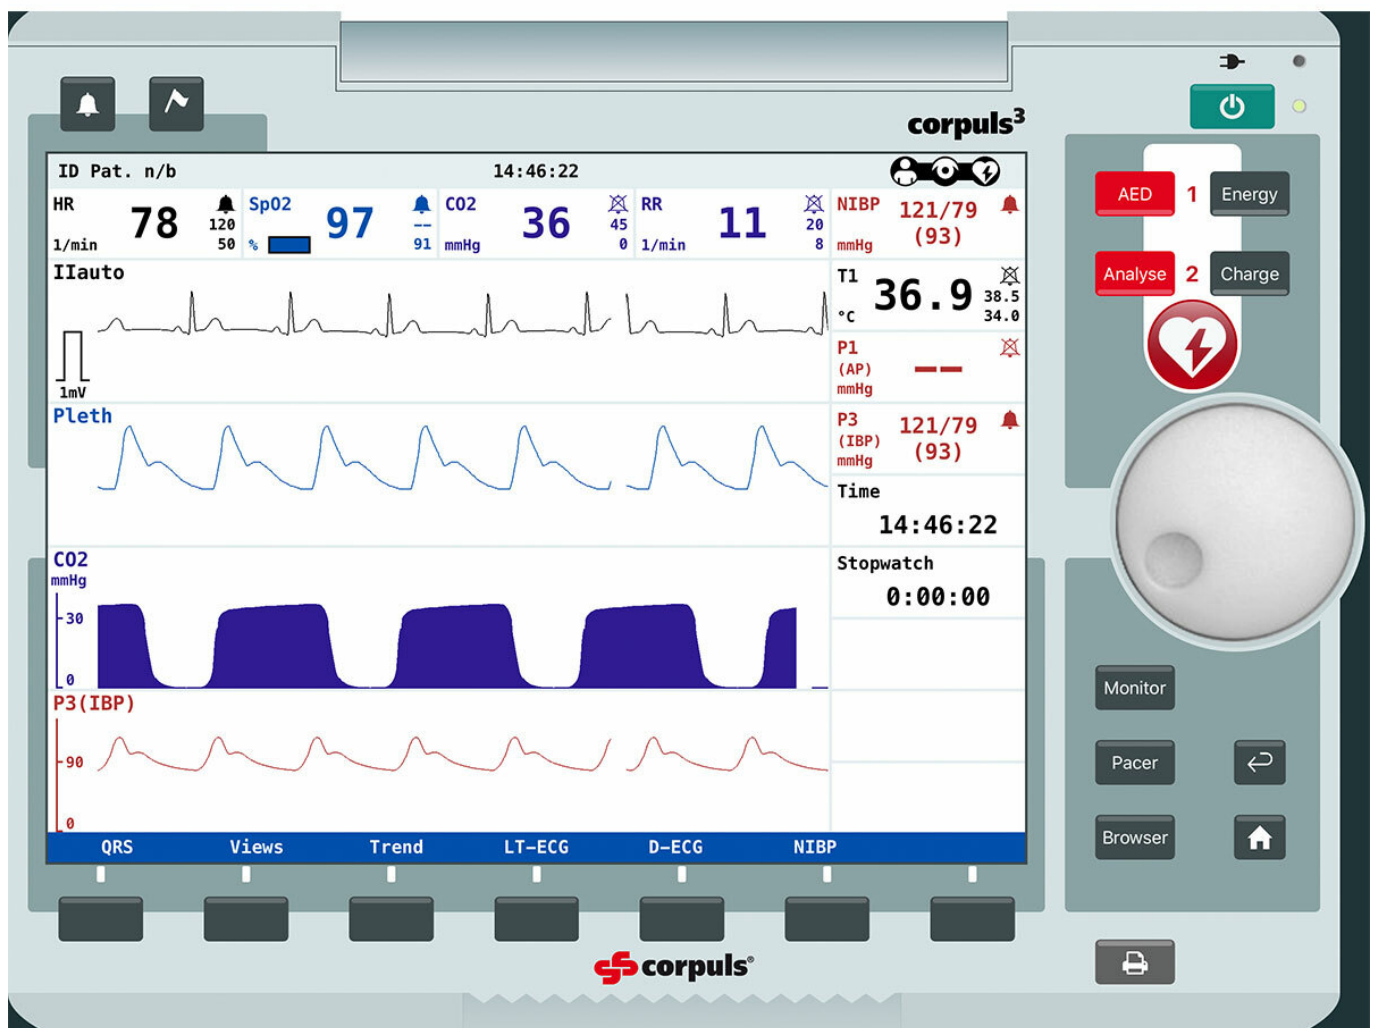 corpuls3
ID Pat. n/b 14:46:22
HR 78 120 50 1/min
SpO2 97 -- 91 %
CO2 36 45 0 mmHg
RR 11 20 8 1/min
NIBP 121/79 (93) mmHg
IIauto
1mV
T1 36.9 38.5 34.0 °C
P1 (AP) mmHg --
Pleth
P3 (IBP) mmHg 121/79 (93)
Time
14:46:22
CO2
mmHg
30
0
Stopwatch
0:00:00
P3(IBP)
90
0
QRS Views Trend LT-ECG D-ECG NIBP
corpuls®
AED 1 Energy
Analyse 2 Charge
Monitor
Pacer
Browser